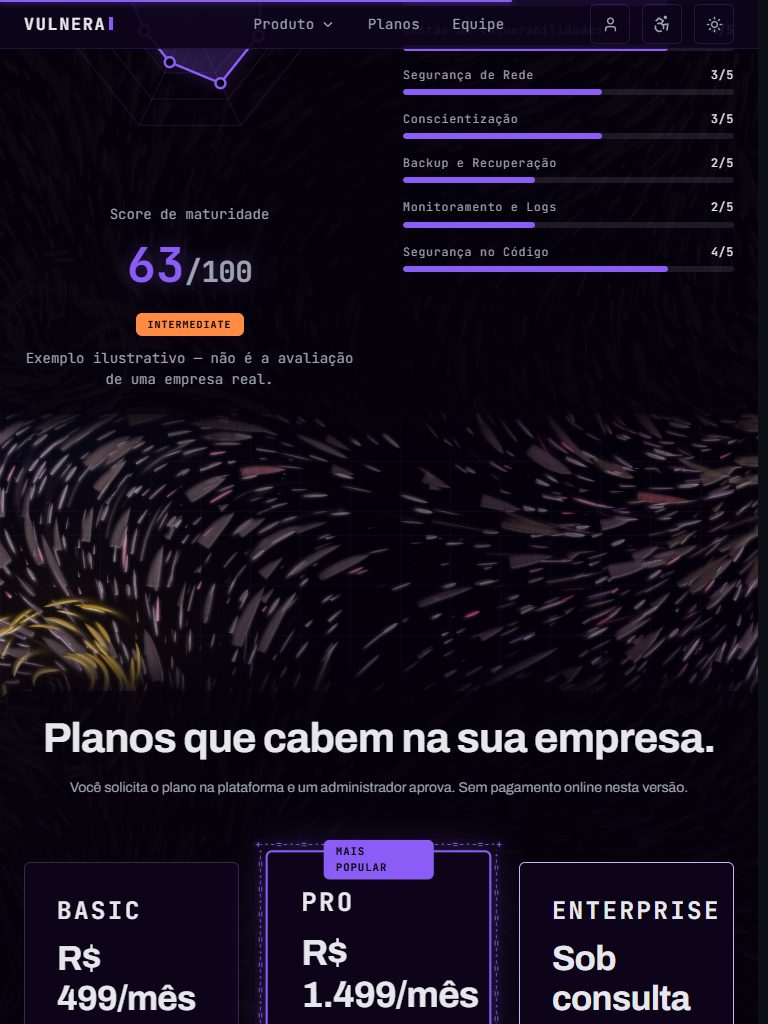 VULNERA
Produto
Planos
Equipe
Segurança de Rede 3/5
Conscientização 3/5
Backup e Recuperação 2/5
Monitoramento e Logs 2/5
Segurança no Código 4/5
Score de maturidade
63/100
INTERMEDIATE
Exemplo ilustrativo — não é a avaliação
de uma empresa real.
Planos que cabem na sua empresa.
Você solicita o plano na plataforma e um administrador aprova. Sem pagamento online nesta versão.
BASIC
R$
499/mês
MAIS
POPULAR
PRO
R$
1.499/mês
ENTERPRISE
Sob
consulta